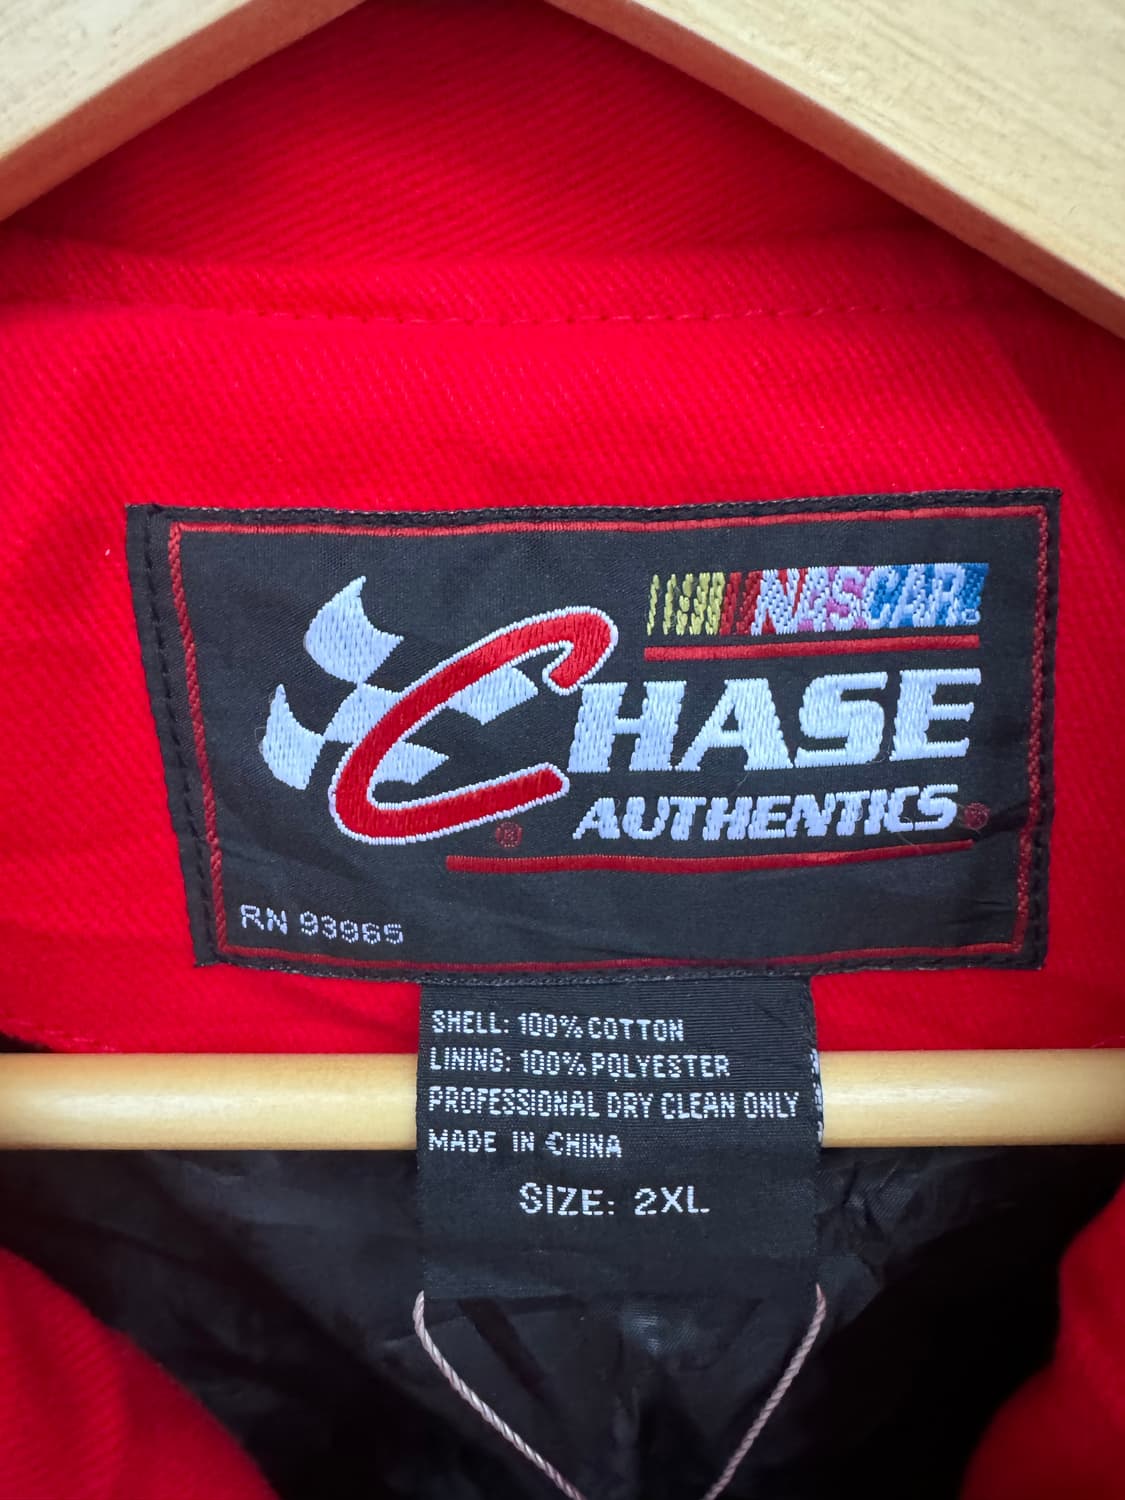 NASCAR®
CHASE
AUTHENTICS®
®
RN 93965
SHELL: 100% COTTON
LINING: 100% POLYESTER
PROFESSIONAL DRY CLEAN ONLY
MADE IN CHINA
SIZE: 2XL